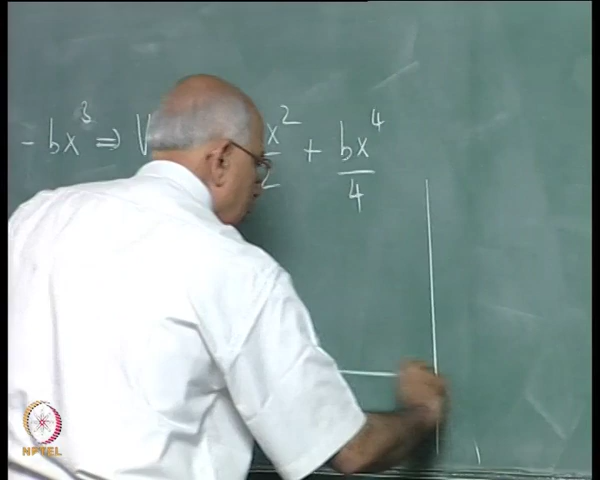 - bx³ ⇒ V x²/2 + bx⁴/4
NPTEL